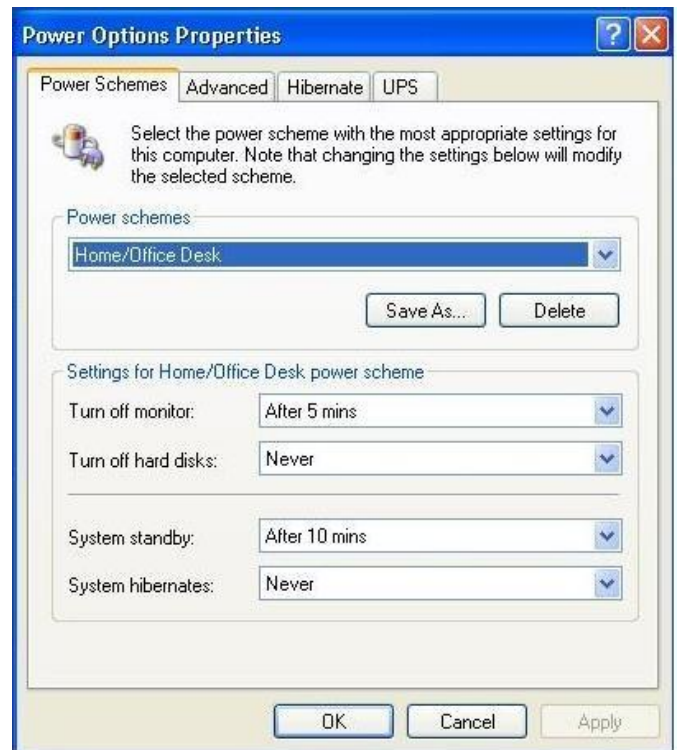 Power Options Properties
Power Schemes Advanced Hibernate UPS
Select the power scheme with the most appropriate settings for
this computer. Note that changing the settings below will modify
the selected scheme.
Power schemes
Home/Office Desk
Save As... Delete
Settings for Home/Office Desk power scheme
Turn off monitor: After 5 mins
Turn off hard disks: Never
System standby: After 10 mins
System hibernates: Never
OK Cancel Apply